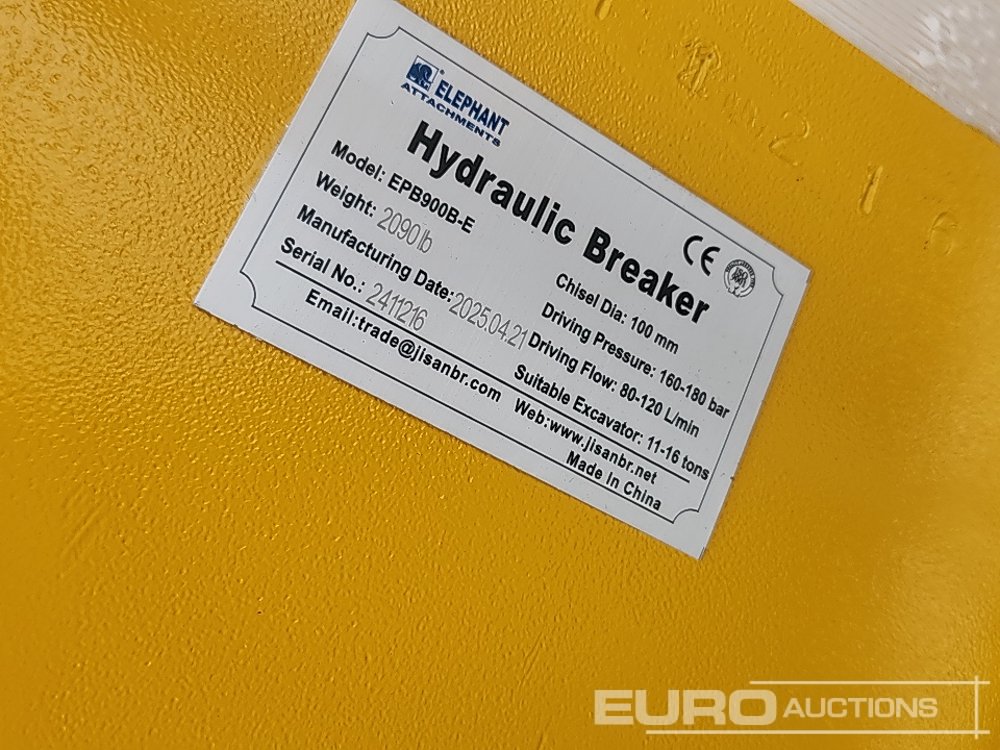 ELEPHANT
ATTACHMENTS
Hydraulic Breaker
CE
Model: EPB900B-E
Weight: 2090lb
Manufacturing Date: 2025.04.21
Serial No.: 2411216
Chisel Dia: 100 mm
Driving Pressure: 160-180 bar
Driving Flow: 80-120 L/min
Suitable Excavator: 11-16 tons
Email:trade@jisanbr.com Web:www.jisanbr.net
Made In China
EURO AUCTIONS